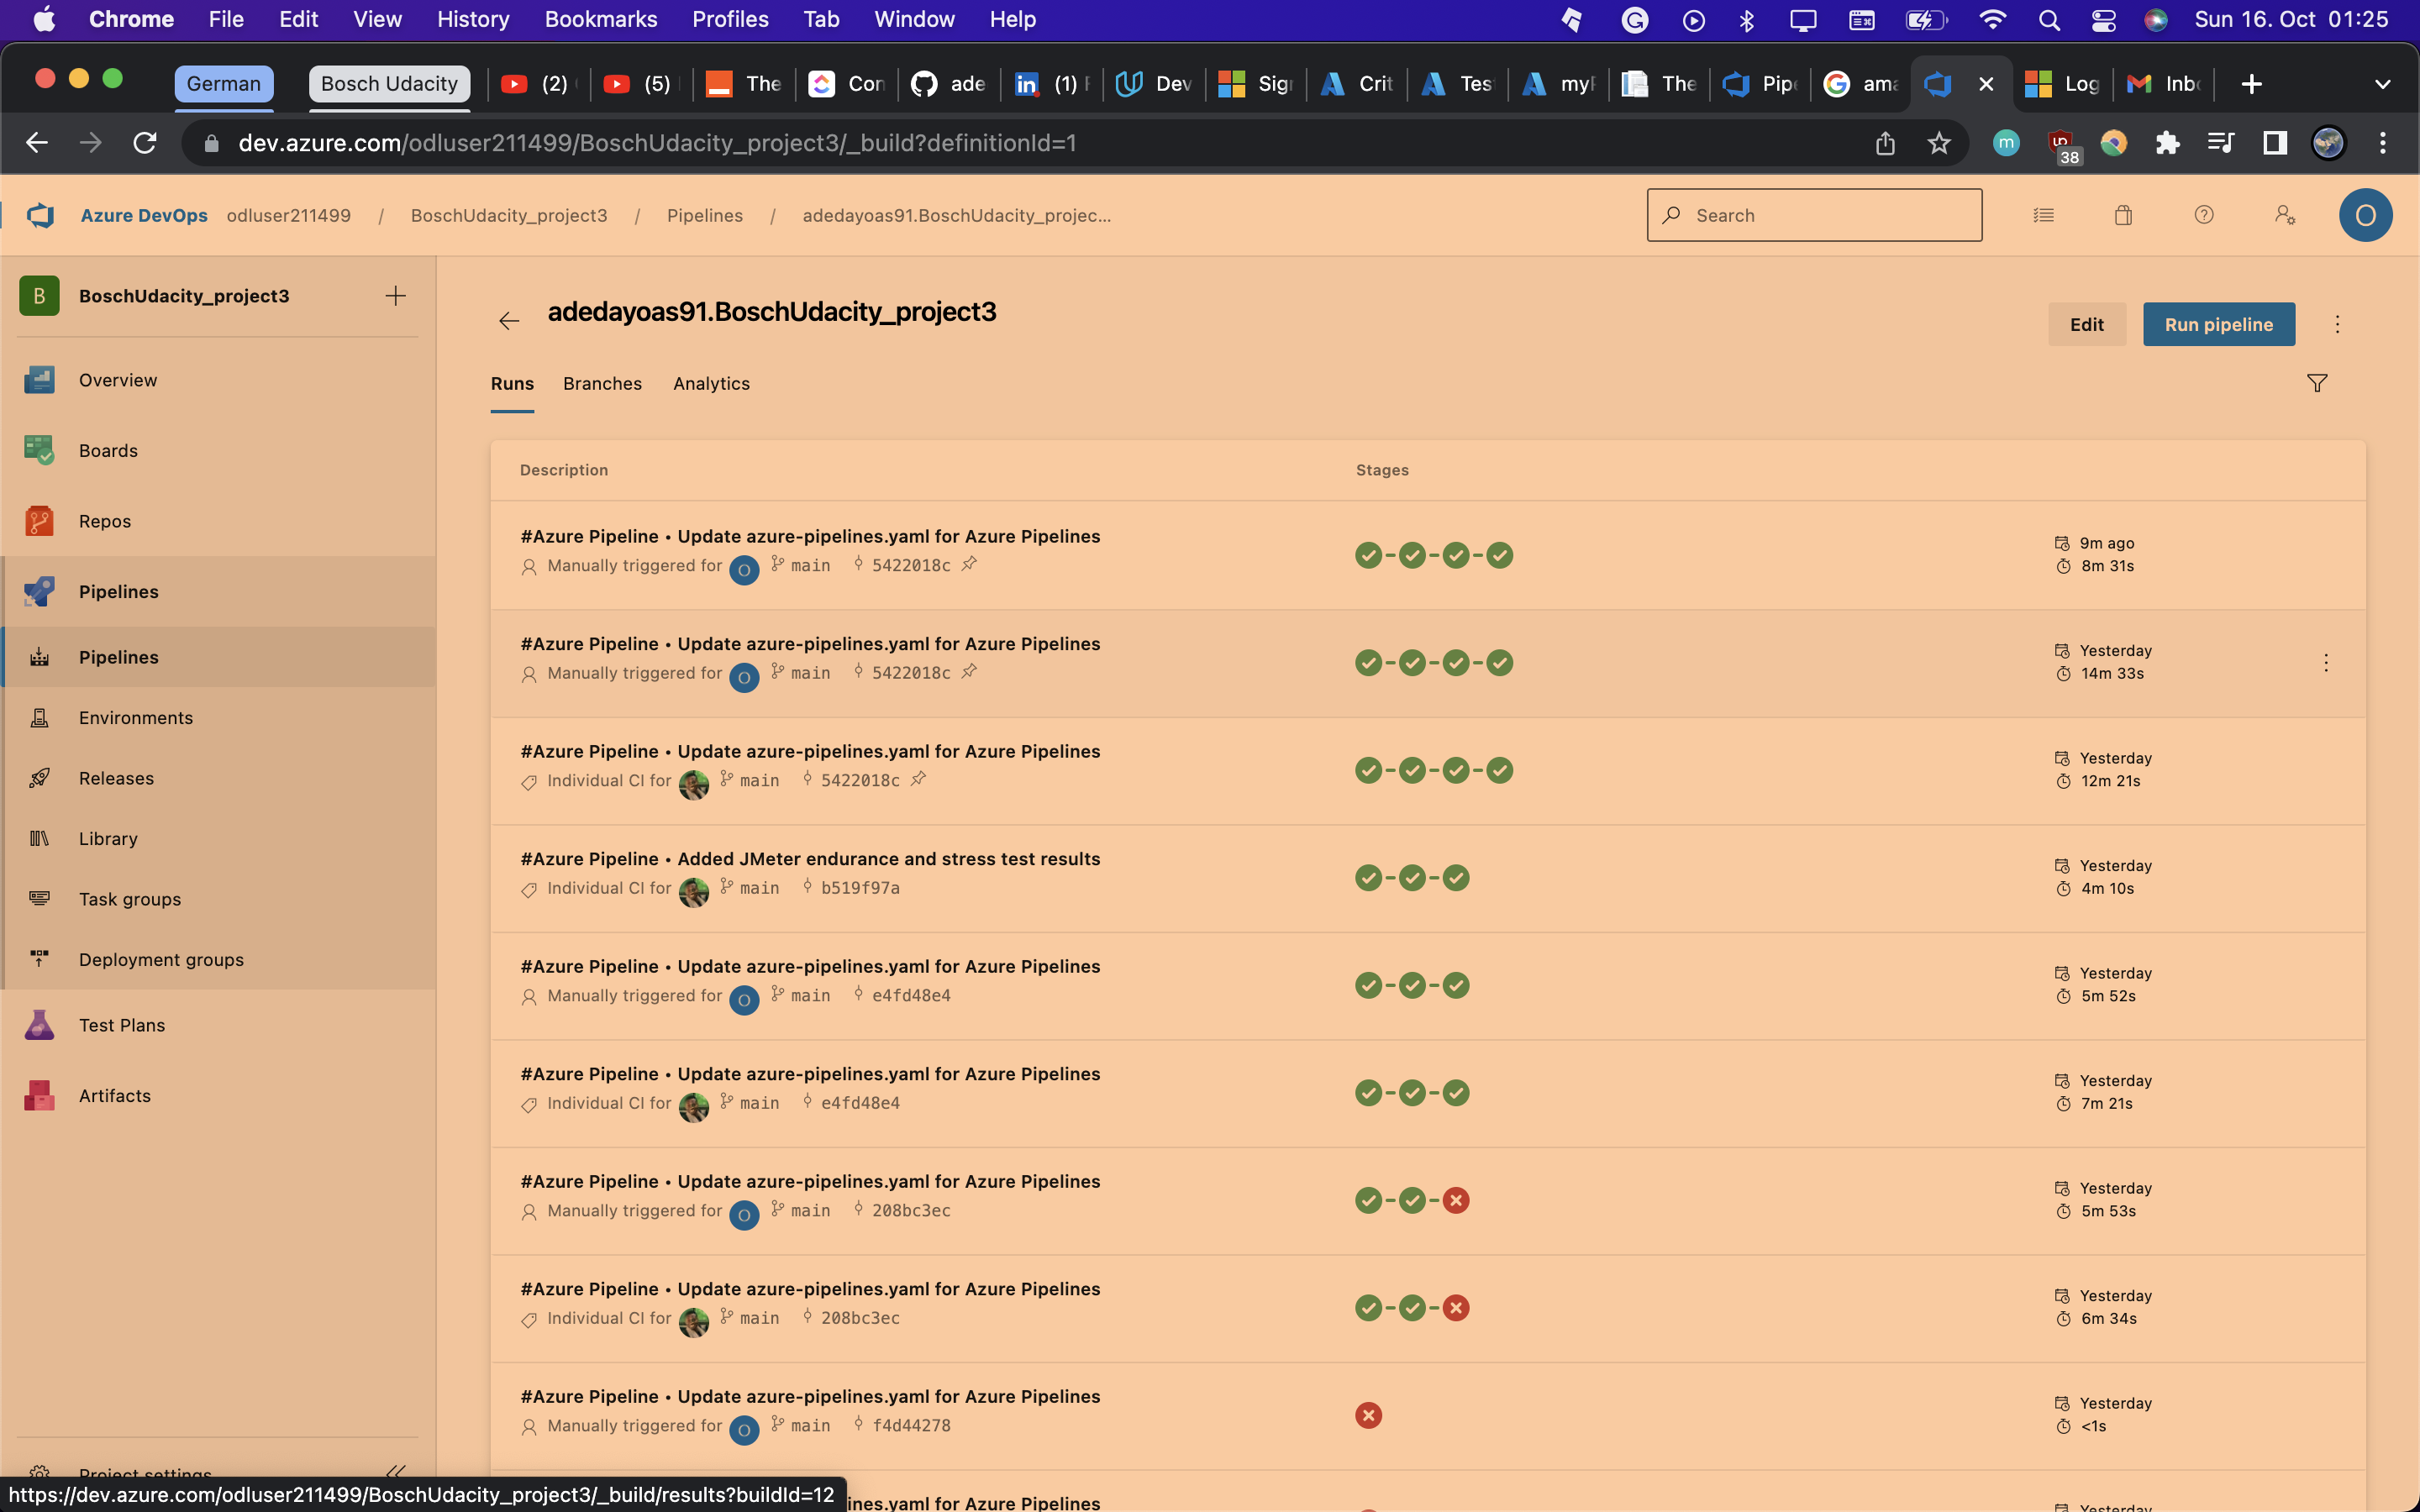 Chrome File Edit View History Bookmarks Profiles Tab Window Help Sun 16. Oct 01:25
German Bosch Udacity (2) (5) The Con ade (1) Dev Sig Crit Tes my The Pip ama Log Inb
dev.azure.com/odluser211499/BoschUdacity_project3/_build?definitionId=1 m 38
Azure DevOps odluser211499 / BoschUdacity_project3 / Pipelines / adedayoas91.BoschUdacity_projec... Search O
B BoschUdacity_project3
Overview
Boards
Repos
Pipelines
Pipelines
Environments
Releases
Library
Task groups
Deployment groups
Test Plans
Artifacts
Project settings
adedayoas91.BoschUdacity_project3
Edit Run pipeline
Runs Branches Analytics
Description Stages
#Azure Pipeline • Update azure-pipelines.yaml for Azure Pipelines
Manually triggered for O main 5422018c
9m ago
8m 31s
#Azure Pipeline • Update azure-pipelines.yaml for Azure Pipelines
Manually triggered for O main 5422018c
Yesterday
14m 33s
#Azure Pipeline • Update azure-pipelines.yaml for Azure Pipelines
Individual CI for main 5422018c
Yesterday
12m 21s
#Azure Pipeline • Added JMeter endurance and stress test results
Individual CI for main b519f97a
Yesterday
4m 10s
#Azure Pipeline • Update azure-pipelines.yaml for Azure Pipelines
Manually triggered for O main e4fd48e4
Yesterday
5m 52s
#Azure Pipeline • Update azure-pipelines.yaml for Azure Pipelines
Individual CI for main e4fd48e4
Yesterday
7m 21s
#Azure Pipeline • Update azure-pipelines.yaml for Azure Pipelines
Manually triggered for O main 208bc3ec
Yesterday
5m 53s
#Azure Pipeline • Update azure-pipelines.yaml for Azure Pipelines
Individual CI for main 208bc3ec
Yesterday
6m 34s
#Azure Pipeline • Update azure-pipelines.yaml for Azure Pipelines
Manually triggered for O main f4d44278
Yesterday
<1s
https://dev.azure.com/odluser211499/BoschUdacity_project3/_build/results?buildId=12
ines.yaml for Azure Pipelines
Yesterday